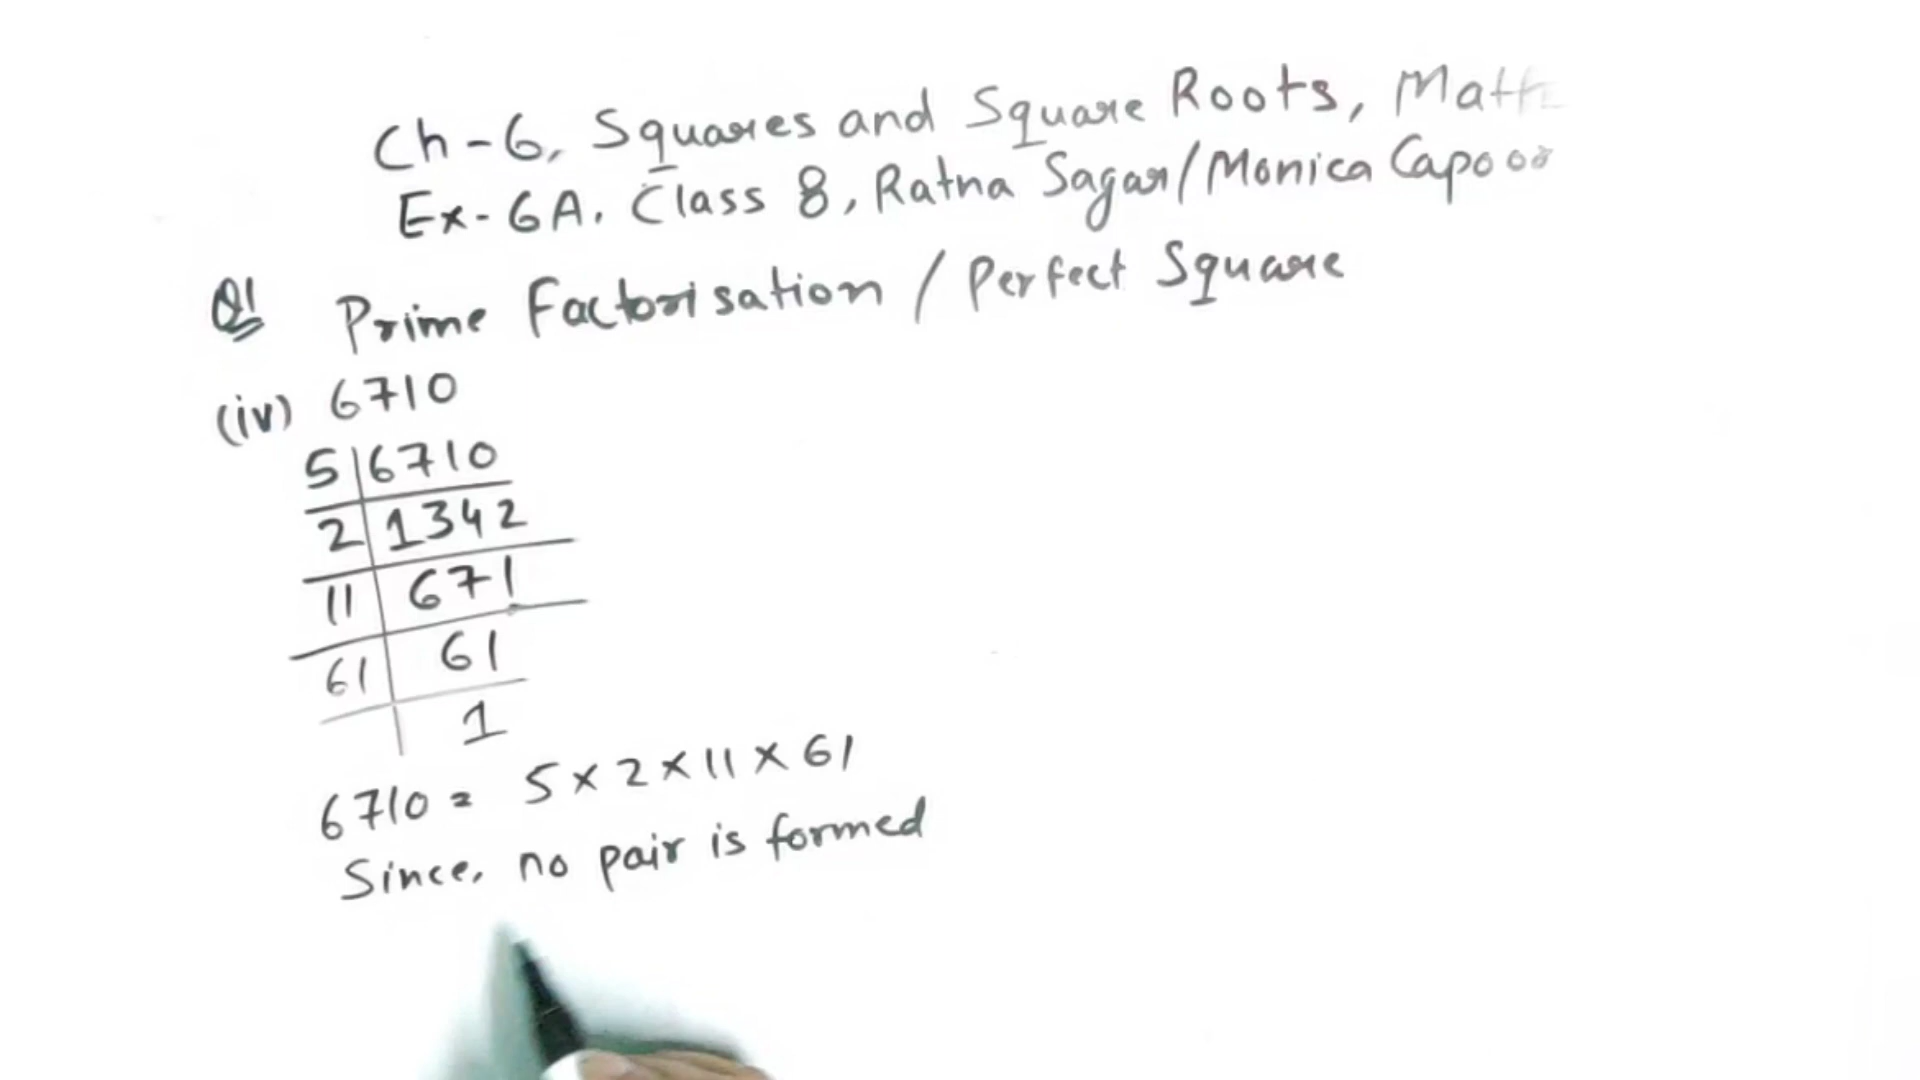 Ch-6, Squares and Square Roots, Math
Ex-6A, Class 8, Ratna Sagar/Monica Capoor
Q1 Prime Factorisation / Perfect Square
(iv) 6710
5 | 6710
2 | 1342
11 | 671
61 | 61
1
6710 = 5 × 2 × 11 × 61
Since, no pair is formed